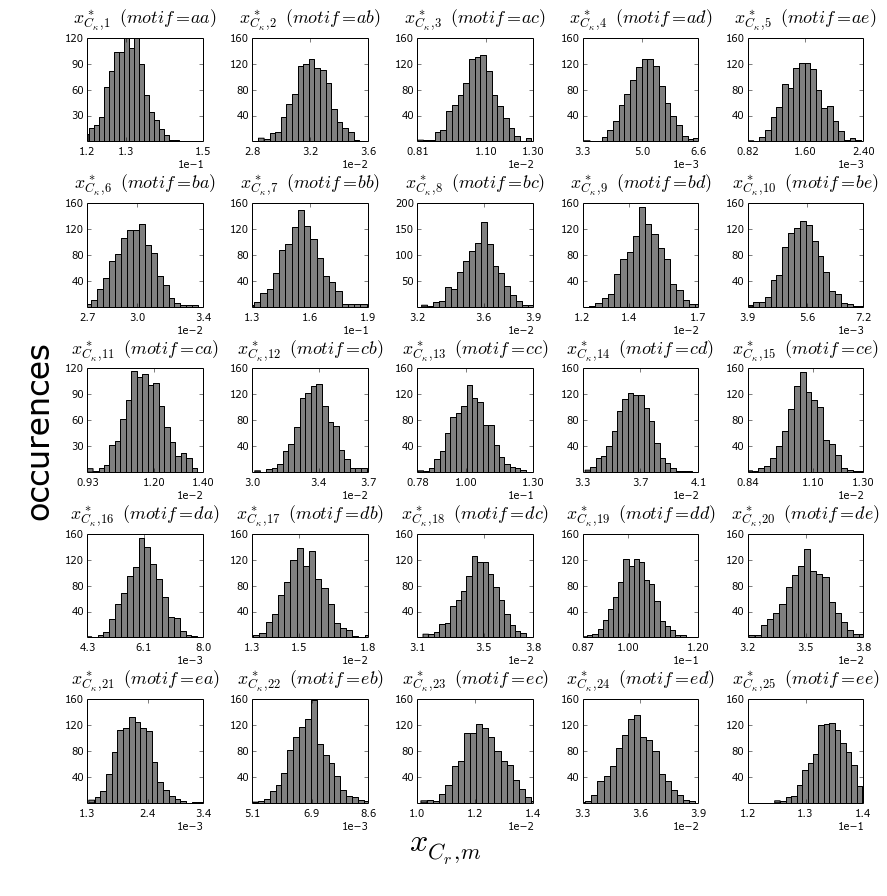 x*_{C_κ,1} (motif=aa) x*_{C_κ,2} (motif=ab) x*_{C_κ,3} (motif=ac) x*_{C_κ,4} (motif=ad) x*_{C_κ,5} (motif=ae)
120 90 60 30 160 120 80 40 160 120 80 40 160 120 80 40 160 120 80 40
1.2 1.3 1.5 2.8 3.2 3.6 0.81 1.10 1.30 3.3 5.0 6.6 0.82 1.60 2.40
1e−1 1e−2 1e−2 1e−3 1e−3
x*_{C_κ,6} (motif=ba) x*_{C_κ,7} (motif=bb) x*_{C_κ,8} (motif=bc) x*_{C_κ,9} (motif=bd) x*_{C_κ,10} (motif=be)
160 120 80 40 160 120 80 40 200 150 100 50 160 120 80 40 160 120 80 40
2.7 3.0 3.4 1.3 1.6 1.9 3.2 3.6 3.9 1.2 1.4 1.7 3.9 5.6 7.2
1e−2 1e−1 1e−2 1e−2 1e−3
x*_{C_κ,11} (motif=ca) x*_{C_κ,12} (motif=cb) x*_{C_κ,13} (motif=cc) x*_{C_κ,14} (motif=cd) x*_{C_κ,15} (motif=ce)
120 90 60 30 160 120 80 40 160 120 80 40 160 120 80 40 160 120 80 40
0.93 1.20 1.40 3.0 3.4 3.7 0.78 1.00 1.30 3.3 3.7 4.1 0.84 1.10 1.30
1e−2 1e−2 1e−1 1e−2 1e−2
occurences
x*_{C_κ,16} (motif=da) x*_{C_κ,17} (motif=db) x*_{C_κ,18} (motif=dc) x*_{C_κ,19} (motif=dd) x*_{C_κ,20} (motif=de)
160 120 80 40 160 120 80 40 160 120 80 40 160 120 80 40 160 120 80 40
4.3 6.1 8.0 1.3 1.5 1.8 3.1 3.5 3.8 0.87 1.00 1.20 3.2 3.5 3.8
1e−3 1e−2 1e−2 1e−1 1e−2
x*_{C_κ,21} (motif=ea) x*_{C_κ,22} (motif=eb) x*_{C_κ,23} (motif=ec) x*_{C_κ,24} (motif=ed) x*_{C_κ,25} (motif=ee)
160 120 80 40 160 120 80 40 160 120 80 40 160 120 80 40 160 120 80 40
1.3 2.4 3.4 5.1 6.9 8.6 1.0 1.2 1.4 3.3 3.6 3.9 1.2 1.3 1.4
1e−3 1e−3 1e−2 1e−2 1e−1
x_{C_r,m}